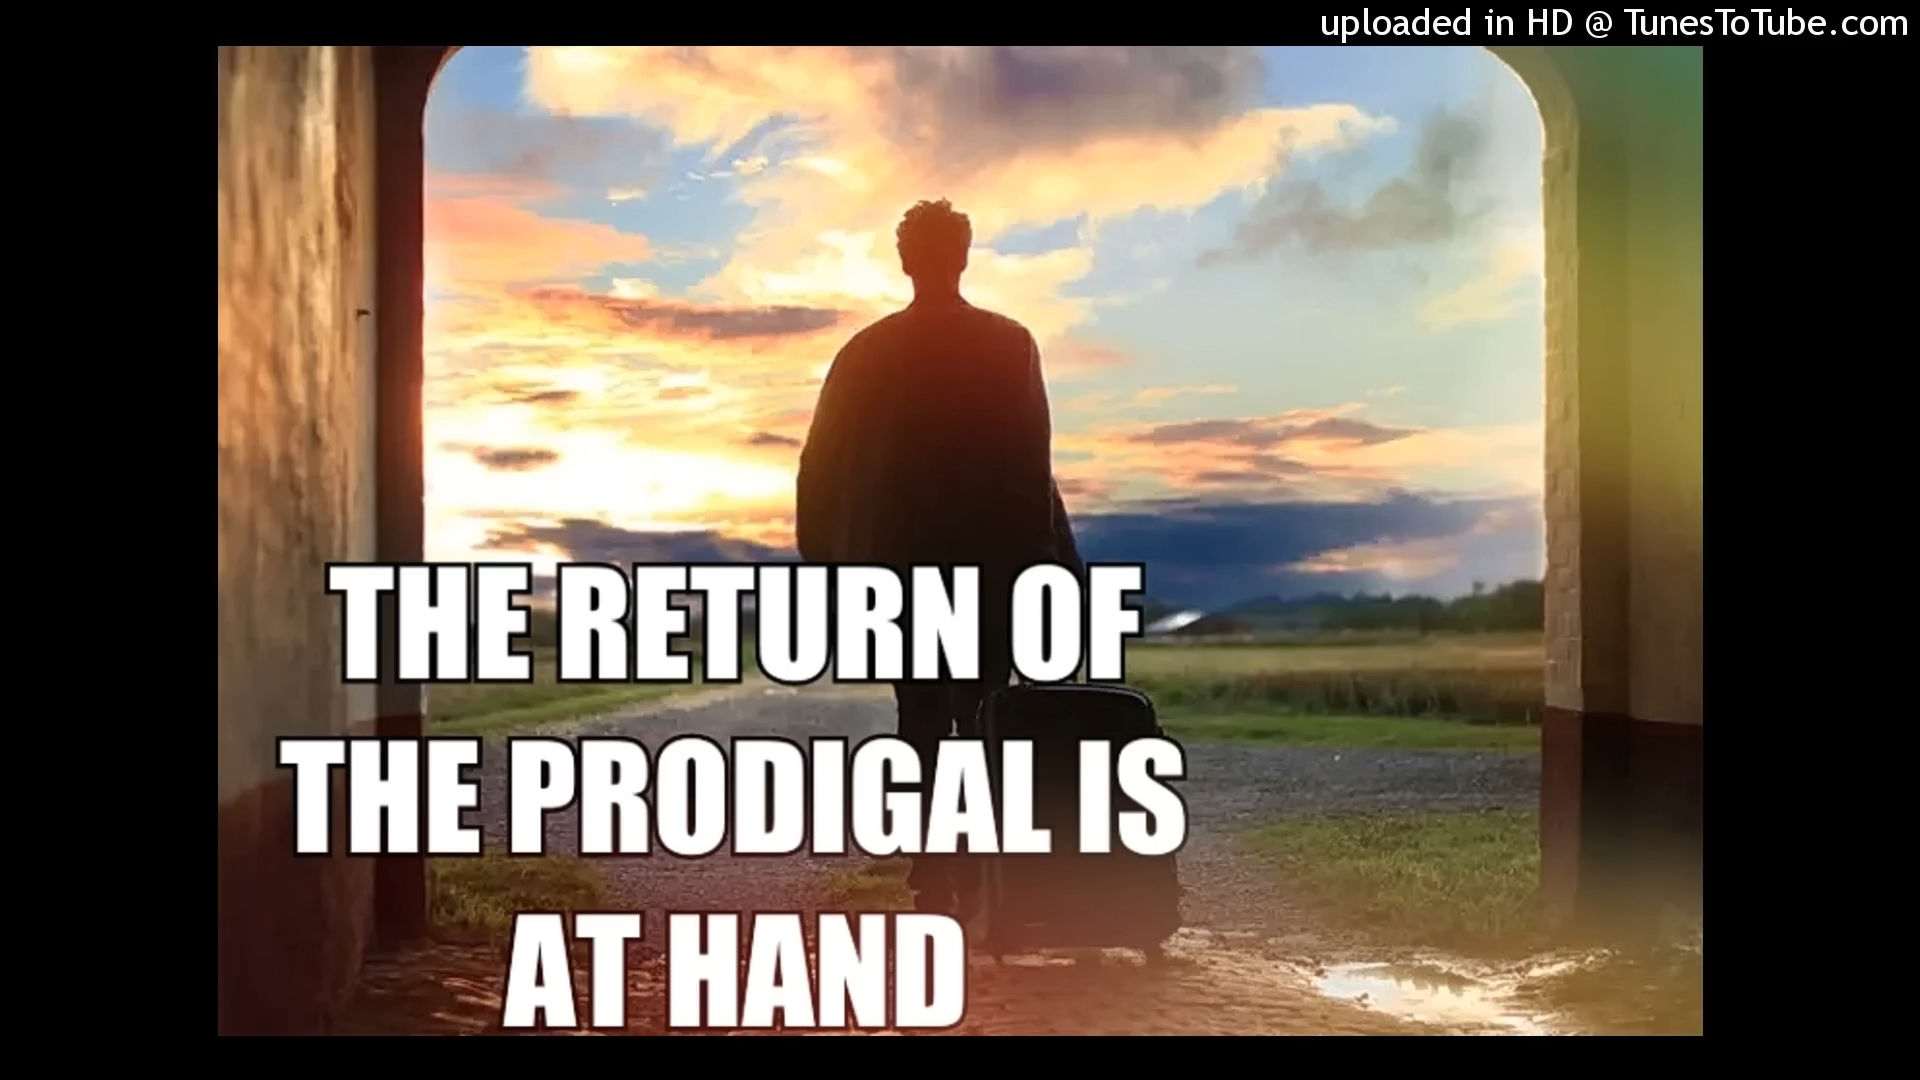 uploaded in HD @ TunesToTube.com
THE RETURN OF
THE PRODIGAL IS
AT HAND